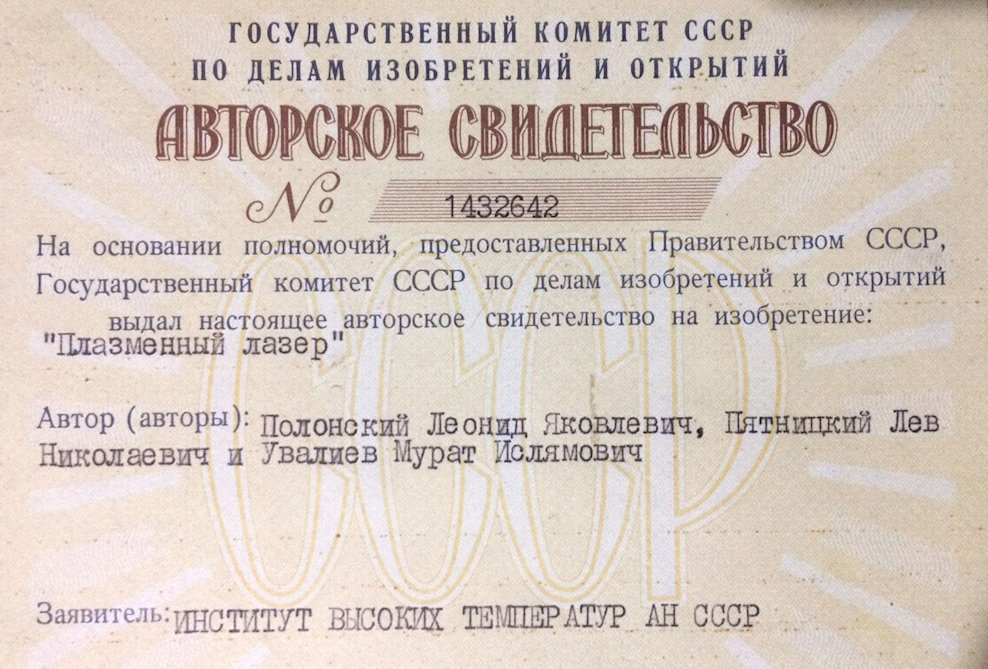 ГОСУДАРСТВЕННЫЙ КОМИТЕТ СССР
ПО ДЕЛАМ ИЗОБРЕТЕНИЙ И ОТКРЫТИЙ
АВТОРСКОЕ СВИДЕТЕЛЬСТВО
№ 1432642
На основании полномочий, предоставленных Правительством СССР,
Государственный комитет СССР по делам изобретений и открытий
выдал настоящее авторское свидетельство на изобретение:
"Плазменный лазер"
Автор (авторы): Полонский Леонид Яковлевич, Пятницкий Лев
Николаевич и Увалиев Мурат Ислямович
СССР
Заявитель: ИНСТИТУТ ВЫСОКИХ ТЕМПЕРАТУР АН СССР